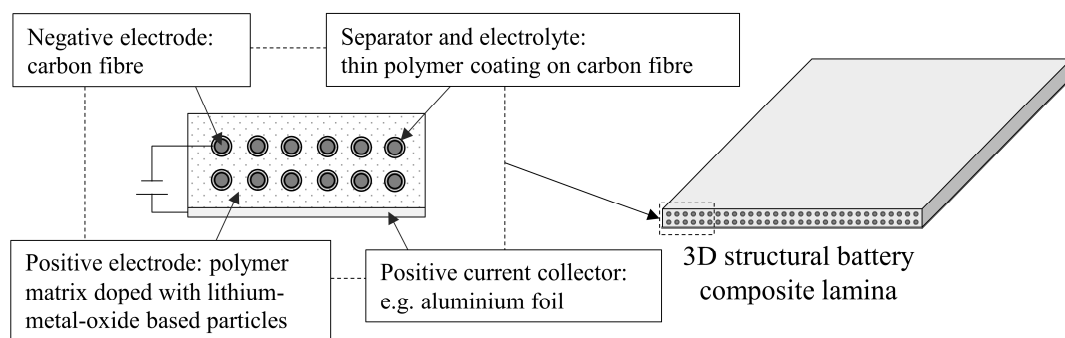 Negative electrode:
carbon fibre
Separator and electrolyte:
thin polymer coating on carbon fibre
Positive electrode: polymer
matrix doped with lithium-
metal-oxide based particles
Positive current collector:
e.g. aluminium foil
3D structural battery
composite lamina